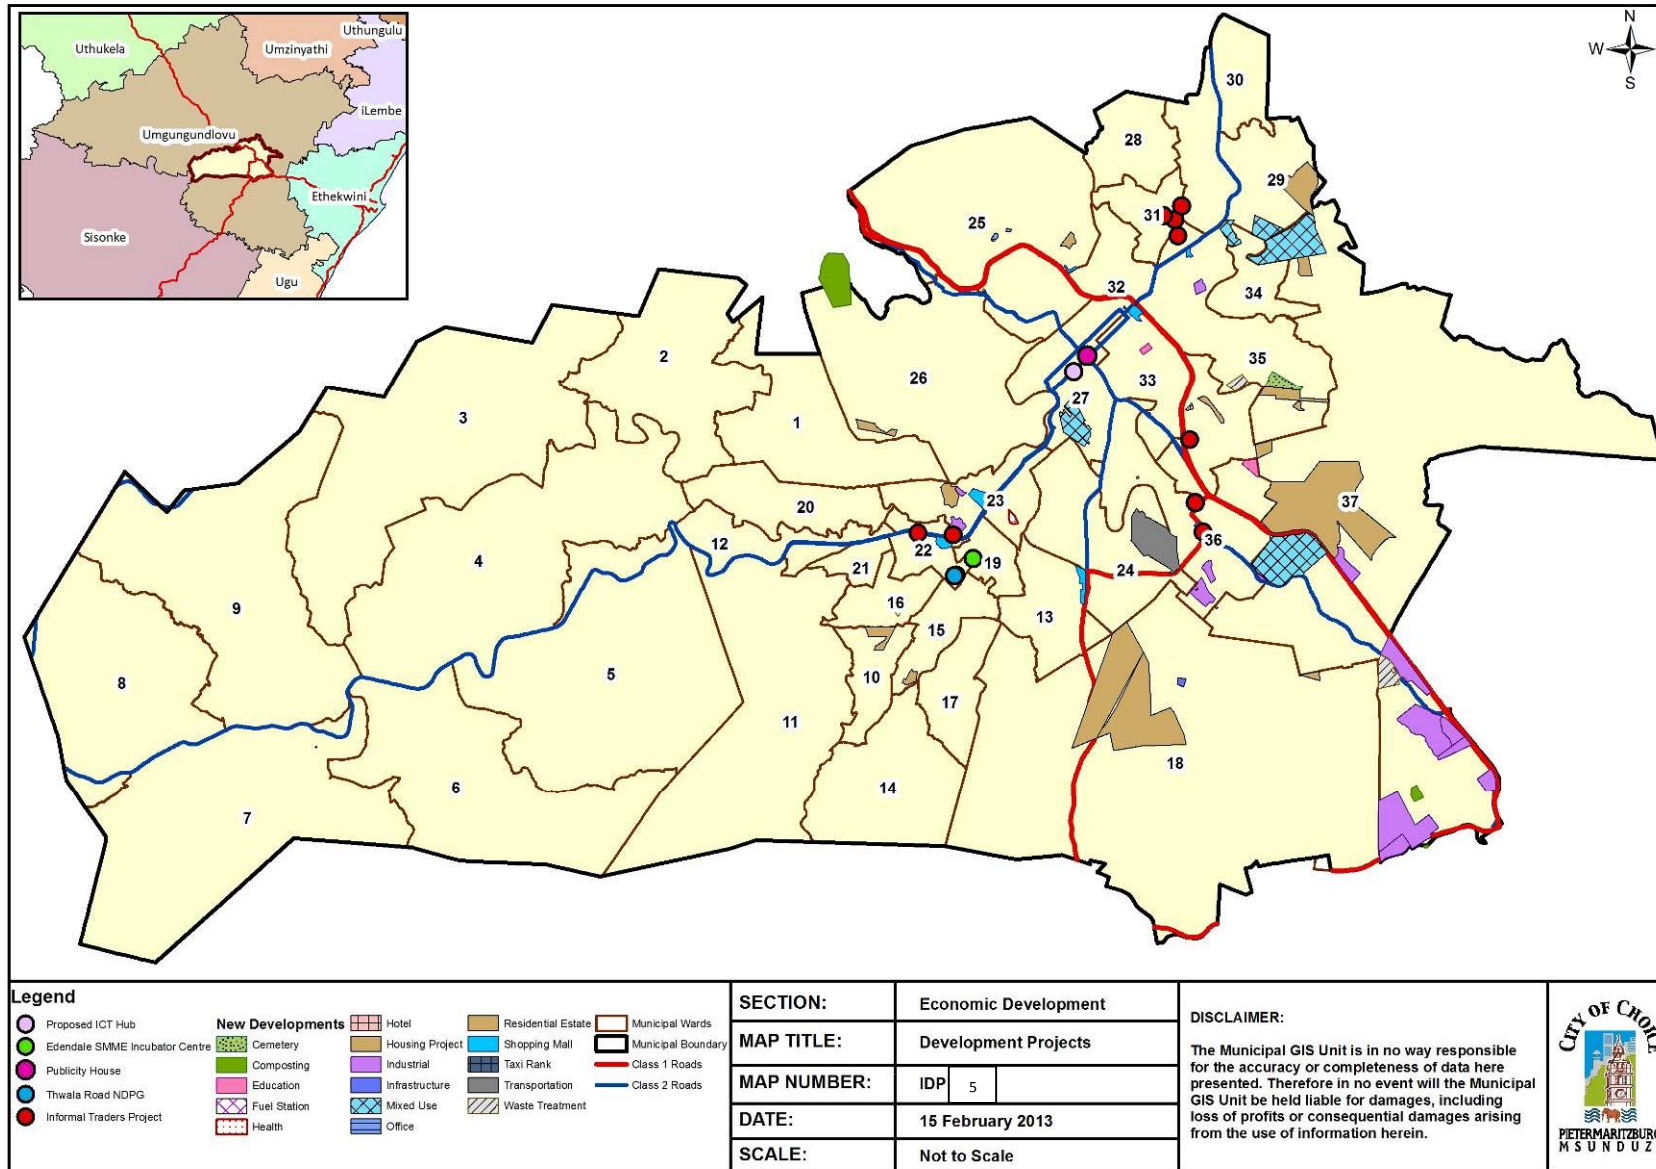 Uthukela
Umzinyathi
Uthungulu
iLembe
Umgungundlovu
Ethekwini
Sisonke
Ugu
N
W
S
30
28
29
31
25
32
34
2
26
35
33
3
27
1
37
20
23
12
22
36
4
21
19
24
9
16
13
15
8
5
10
17
11
18
6
14
7
Legend
Proposed ICT Hub
Edendale SMME Incubator Centre
Publicity House
Thwala Road NDPG
Informal Traders Project
New Developments
Cemetery
Composting
Education
Fuel Station
Health
Hotel
Housing Project
Industrial
Infrastructure
Mixed Use
Office
Residential Estate
Shopping Mall
Taxi Rank
Transportation
Waste Treatment
Municipal Wards
Municipal Boundary
Class 1 Roads
Class 2 Roads
SECTION: Economic Development
MAP TITLE: Development Projects
MAP NUMBER: IDP 5
DATE: 15 February 2013
SCALE: Not to Scale
DISCLAIMER:
The Municipal GIS Unit is in no way responsible
for the accuracy or completeness of data here
presented. Therefore in no event will the Municipal
GIS Unit be held liable for damages, including
loss of profits or consequential damages arising
from the use of information herein.
CITY OF CHOICE
PIETERMARITZBURG
MSUNDUZ